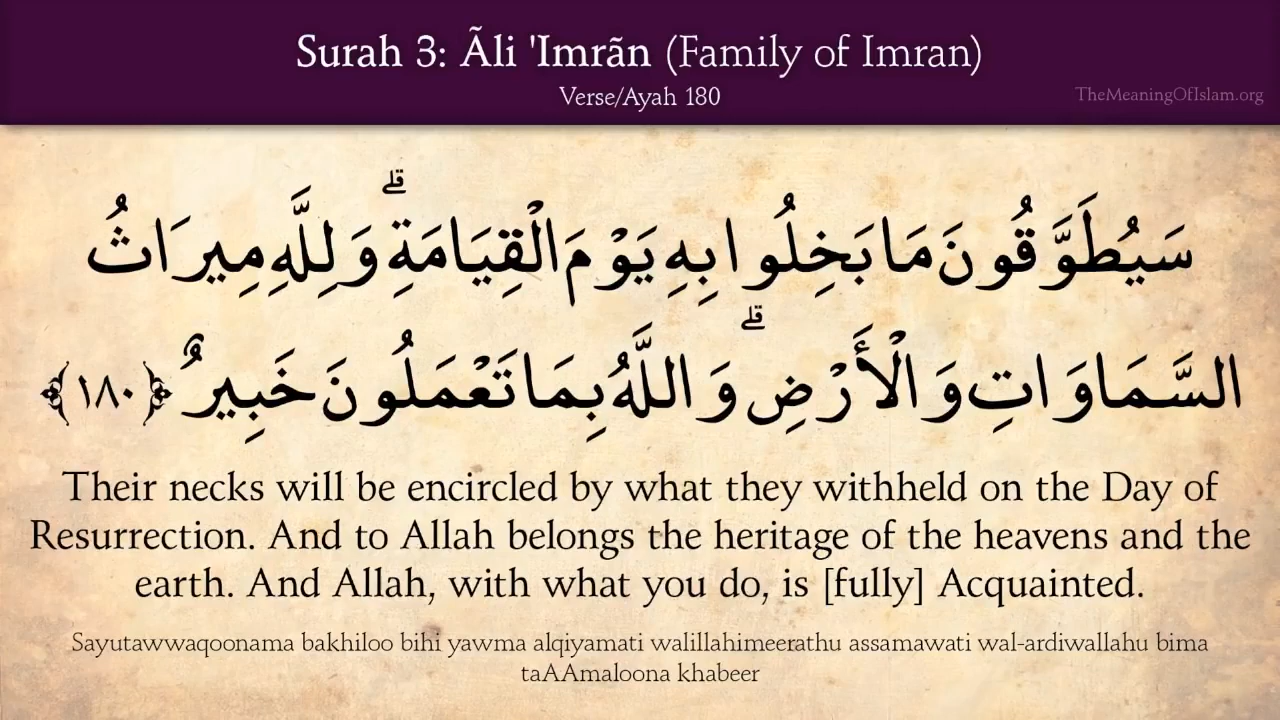 Surah 3: Ãli 'Imrãn (Family of Imran)
Verse/Ayah 180
TheMeaningOfIslam.org
سَيُطَوَّقُونَ مَا بَخِلُوا بِهِ يَوْمَ الْقِيَامَةِ ۗ وَلِلَّهِ مِيرَاثُ
السَّمَاوَاتِ وَالْأَرْضِ ۗ وَاللَّهُ بِمَا تَعْمَلُونَ خَبِيرٌ ﴿١٨٠﴾
Their necks will be encircled by what they withheld on the Day of
Resurrection. And to Allah belongs the heritage of the heavens and the
earth. And Allah, with what you do, is [fully] Acquainted.
Sayutawwaqoonama bakhiloo bihi yawma alqiyamati walillahimeerathu assamawati wal-ardiwallahu bima
taAAmaloona khabeer